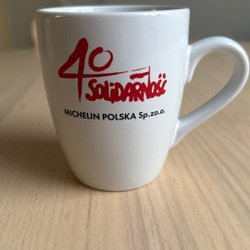 40
SOLIDARNOŚĆ
MICHELIN POLSKA Sp. zo.o.